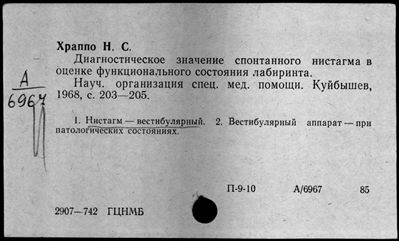 Храппо Н. С.
Диагностическое значение спонтанного нистагма в
оценке функционального состояния лабиринта.
Науч. организация спец. мед. помощи. Куйбышев,
1968, с. 203—205.
А
6967
1. Нистагм — вестибулярный. 2. Вестибулярный аппарат — при
патологических состояниях.
П-9-10 А/6967 85
2907—742 ГЦНМБ